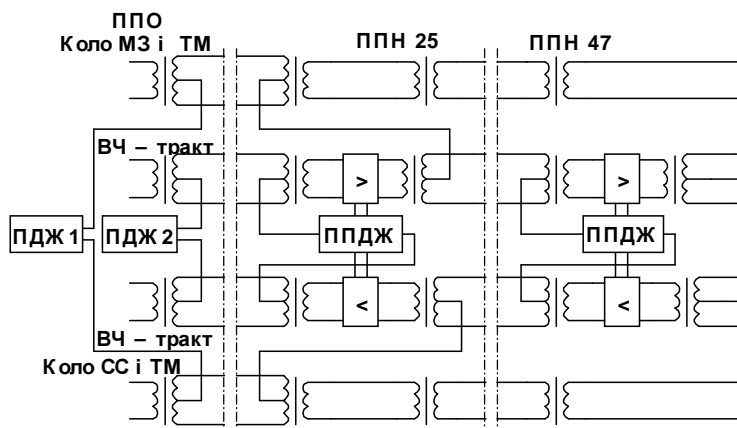 ППО
Коло МЗ і ТМ
ППН 25
ППН 47
ВЧ – тракт
>
>
ПДЖ 1
ПДЖ 2
ППДЖ
ППДЖ
<
<
ВЧ – тракт
Коло СС і ТМ